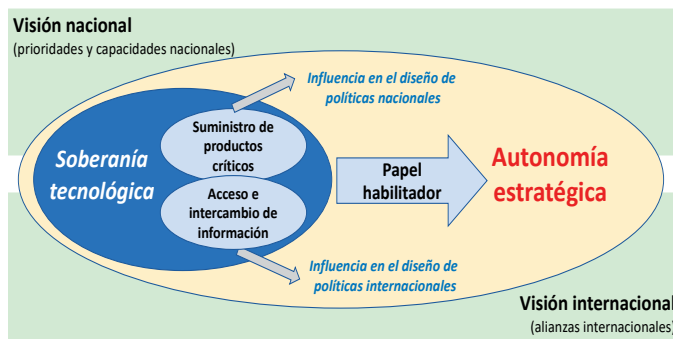 Visión nacional
(prioridades y capacidades nacionales)
Influencia en el diseño de
políticas nacionales
Suministro de
productos
críticos
Soberanía
tecnológica
Acceso e
intercambio de
información
Papel
habilitador
Autonomía
estratégica
Influencia en el diseño de
políticas internacionales
Visión internacional
(alianzas internacionales)